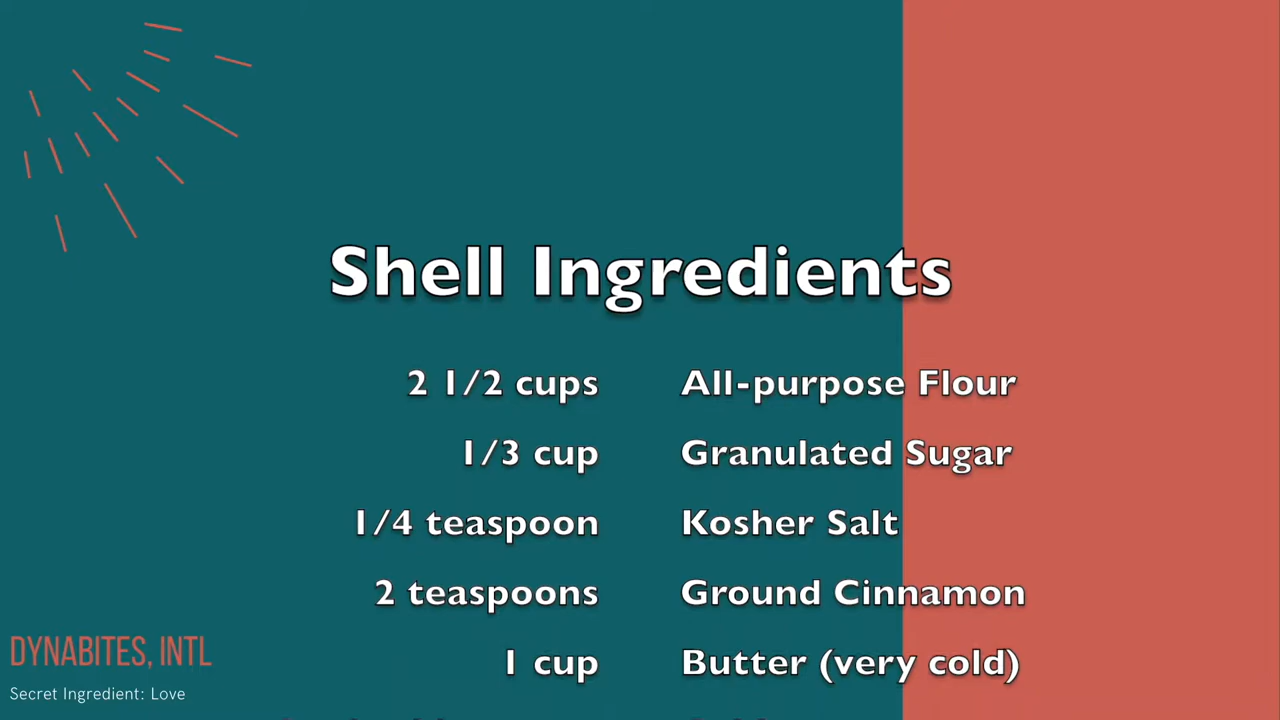 Shell Ingredients
2 1/2 cups All-purpose Flour
1/3 cup Granulated Sugar
1/4 teaspoon Kosher Salt
2 teaspoons Ground Cinnamon
1 cup Butter (very cold)
DYNABITES, INTL
Secret Ingredient: Love